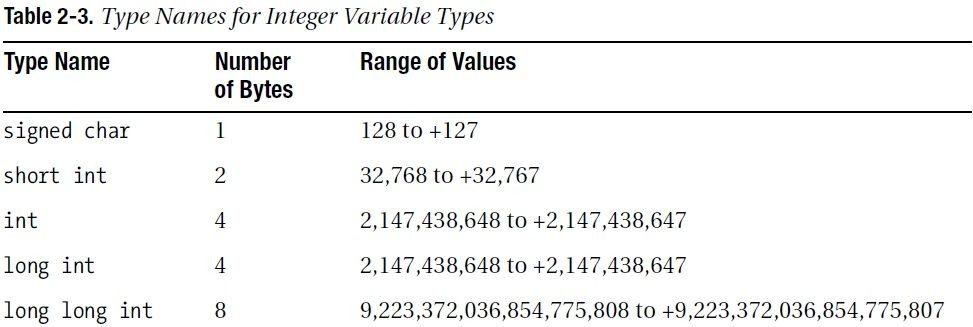 Table 2-3. Type Names for Integer Variable Types
Type Name Number of Bytes Range of Values
signed char 1 128 to +127
short int 2 32,768 to +32,767
int 4 2,147,438,648 to +2,147,438,647
long int 4 2,147,438,648 to +2,147,438,647
long long int 8 9,223,372,036,854,775,808 to +9,223,372,036,854,775,807